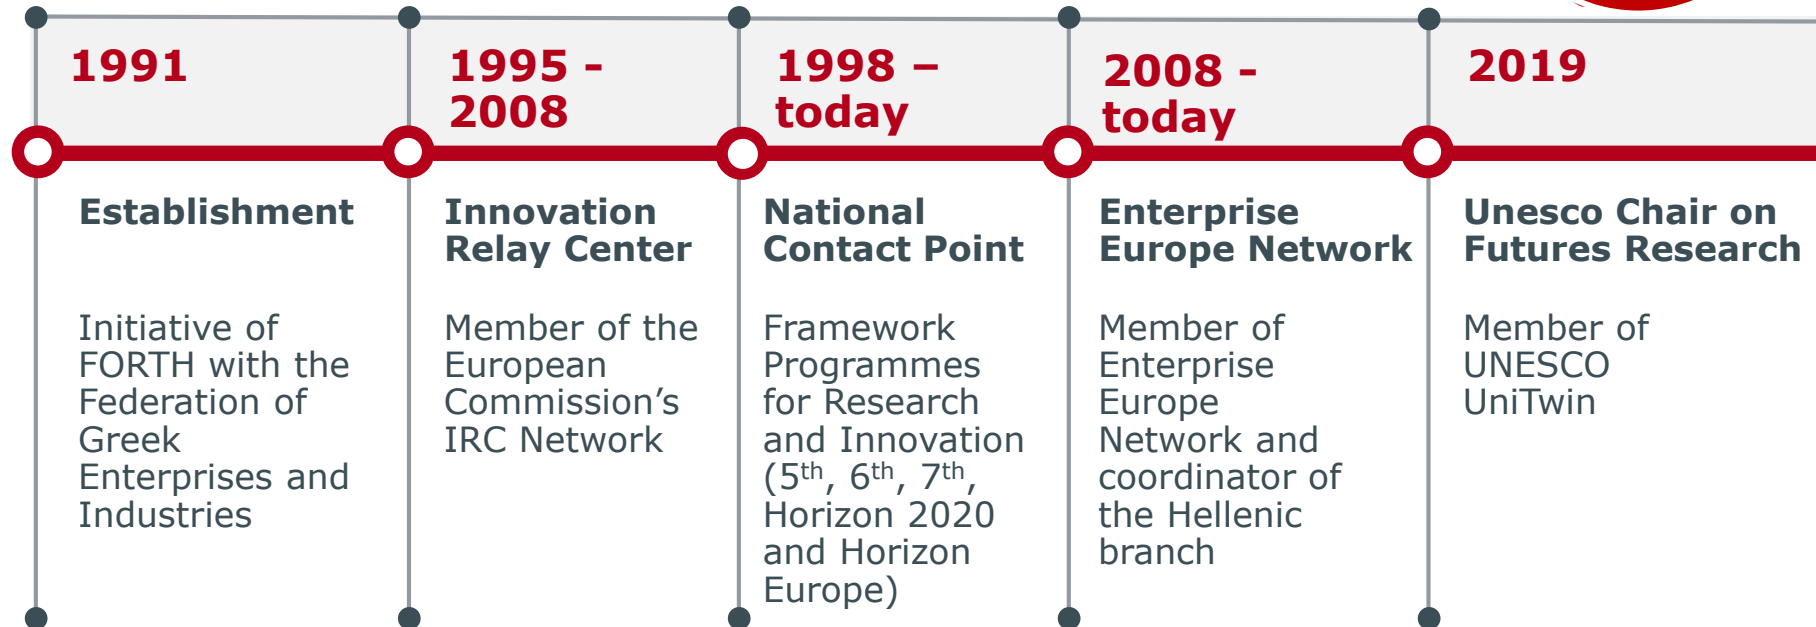 1991
Establishment
Initiative of
FORTH with the
Federation of
Greek
Enterprises and
Industries
1995 -
2008
Innovation
Relay Center
Member of the
European
Commission’s
IRC Network
1998 –
today
National
Contact Point
Framework
Programmes
for Research
and Innovation
(5th, 6th, 7th,
Horizon 2020
and Horizon
Europe)
2008 -
today
Enterprise
Europe Network
Member of
Enterprise
Europe
Network and
coordinator of
the Hellenic
branch
2019
Unesco Chair on
Futures Research
Member of
UNESCO
UniTwin